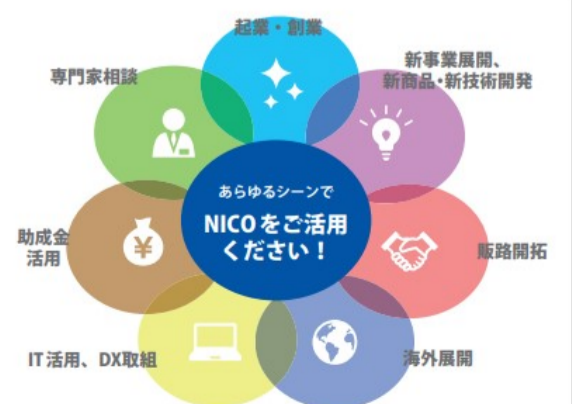 起業・創業
新事業展開、
新商品・新技術開発
専門家相談
あらゆるシーンで
NICOをご活用
ください！
助成金
活用
¥
販路開拓
IT活用、DX取組
海外展開